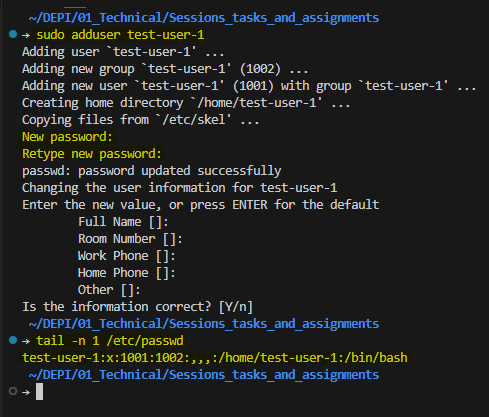 ~/DEPI/01_Technical/Sessions_tasks_and_assignments
→ sudo adduser test-user-1
Adding user `test-user-1' ...
Adding new group `test-user-1' (1002) ...
Adding new user `test-user-1' (1001) with group `test-user-1' ...
Creating home directory `/home/test-user-1' ...
Copying files from `/etc/skel' ...
New password:
Retype new password:
passwd: password updated successfully
Changing the user information for test-user-1
Enter the new value, or press ENTER for the default
Full Name []:
Room Number []:
Work Phone []:
Home Phone []:
Other []:
Is the information correct? [Y/n]
~/DEPI/01_Technical/Sessions_tasks_and_assignments
→ tail -n 1 /etc/passwd
test-user-1:x:1001:1002:,,,:/home/test-user-1:/bin/bash
~/DEPI/01_Technical/Sessions_tasks_and_assignments
→